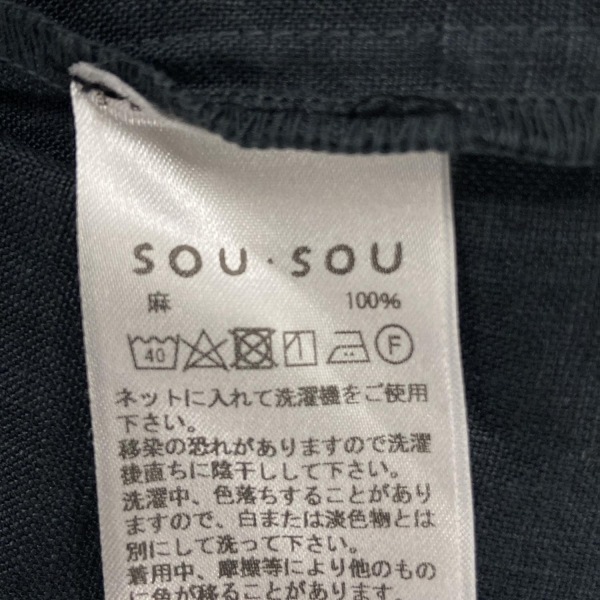 SOU・SOU
麻 100%
40 F
ネットに入れて洗濯機をご使用
下さい。
移染の恐れがありますので洗濯
後直ちに陰干しして下さい。
洗濯中、色落ちすることがあり
ますので、白または淡色物とは
別にして洗って下さい。
着用中、摩擦等により他のもの
に色が移ることがあります。